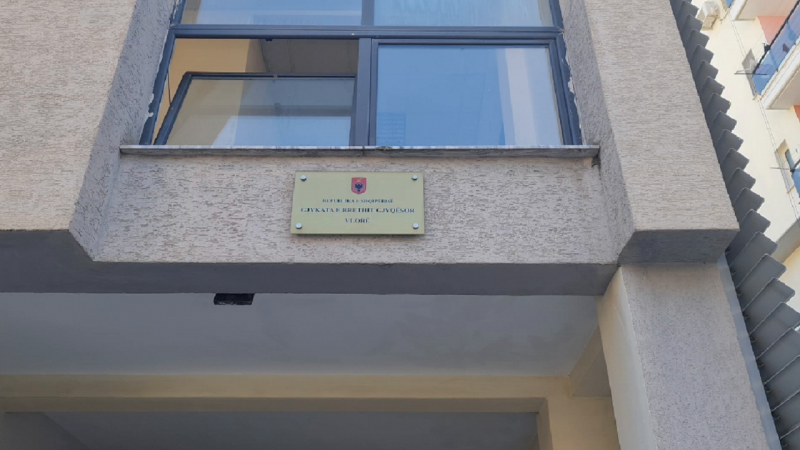 REPUBLIKA E SHQIPËRISË
GJYKATA E RRETHIT GJYQËSOR
VLORË